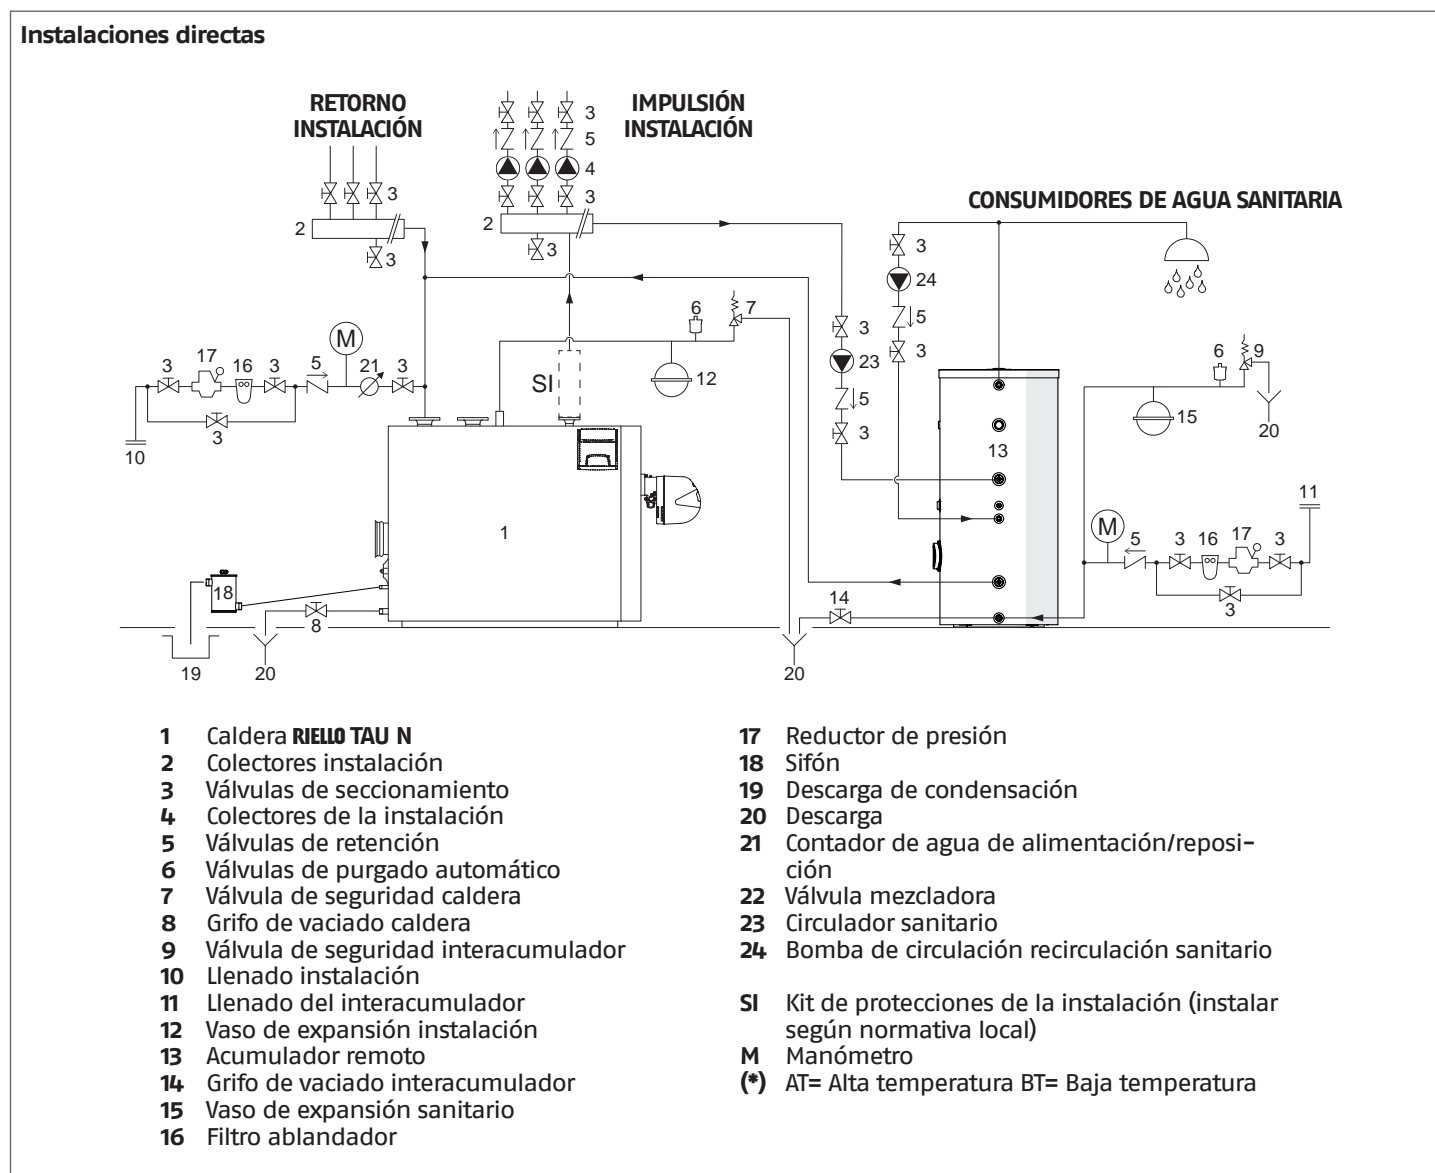 Instalaciones directas
RETORNO
INSTALACIÓN
IMPULSIÓN
INSTALACIÓN
CONSUMIDORES DE AGUA SANITARIA
3
5
4
3
2
3
3
2
3
3
24
5
3
6
7
3
23
5
3
M
3
17
16
3
5
21
3
3
10
SI
12
6
9
15
20
13
11
1
M
5
3
16
17
3
3
14
18
8
19
20
20
1 Caldera RIELLO TAU N
2 Colectores instalación
3 Válvulas de seccionamiento
4 Colectores de la instalación
5 Válvulas de retención
6 Válvulas de purgado automático
7 Válvula de seguridad caldera
8 Grifo de vaciado caldera
9 Válvula de seguridad interacumulador
10 Llenado instalación
11 Llenado del interacumulador
12 Vaso de expansión instalación
13 Acumulador remoto
14 Grifo de vaciado interacumulador
15 Vaso de expansión sanitario
16 Filtro ablandador
17 Reductor de presión
18 Sifón
19 Descarga de condensación
20 Descarga
21 Contador de agua de alimentación/reposi-
ción
22 Válvula mezcladora
23 Circulador sanitario
24 Bomba de circulación recirculación sanitario
SI Kit de protecciones de la instalación (instalar
según normativa local)
M Manómetro
(*) AT= Alta temperatura BT= Baja temperatura